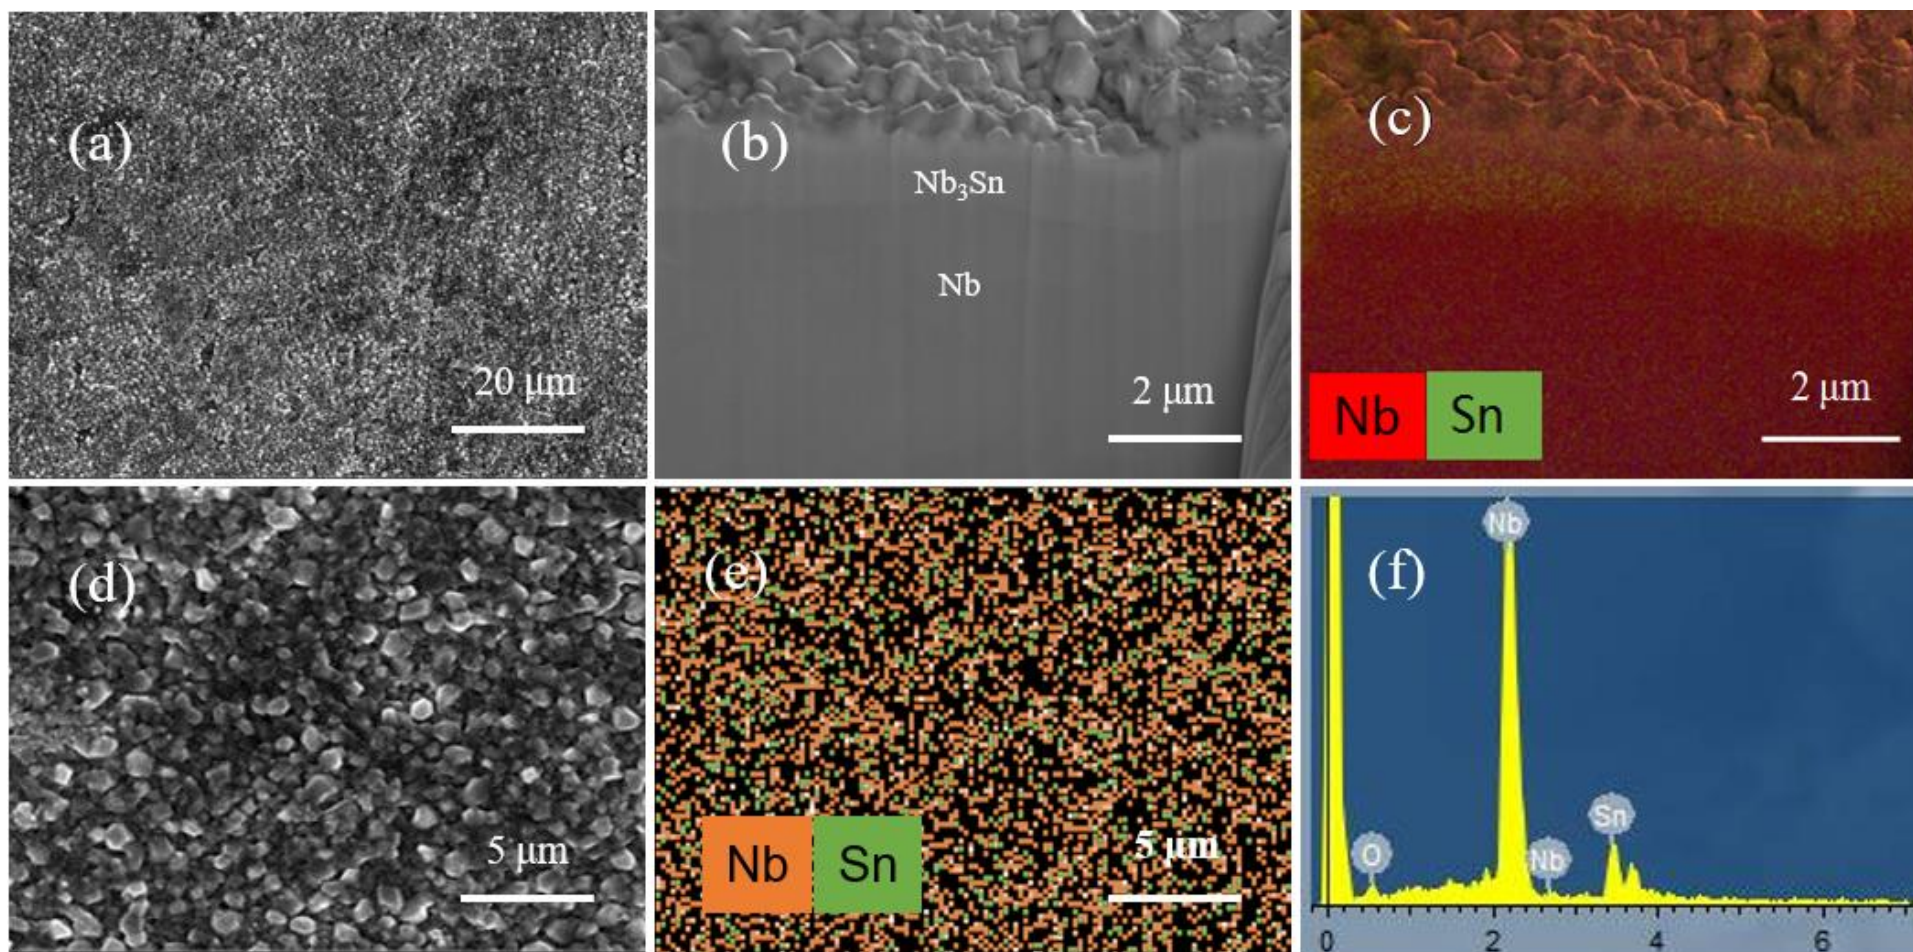 (a)
20 μm
(b)
Nb₃Sn
Nb
2 μm
(c)
Nb Sn
2 μm
(d)
5 μm
(e)
Nb Sn
5 μm
(f)
Nb
Sn
O
Nb
0 2 4 6